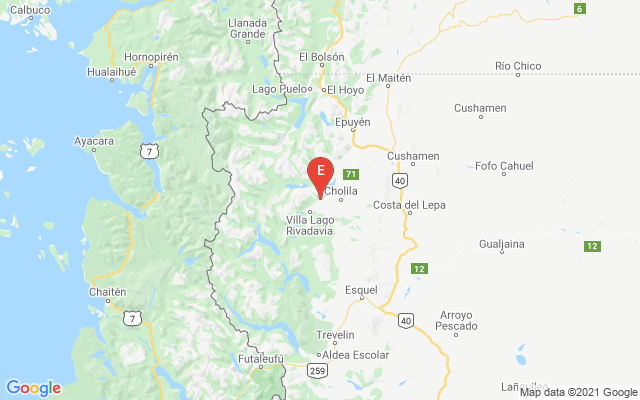 Calbuco
6
Llanada
Grande
Hornopirén
El Bolsón
Río Chico
Hualaihué
El Maitén
Lago Puelo
El Hoyo
Cushamen
Epuyén
Ayacara
7
Cushamen
Fofo Cahuel
E
71
40
Cholila
Costa del Lepa
Villa Lago
Rivadavia
Gualjaina
12
12
Chaitén
Esquel
7
40
Arroyo
Pescado
Trevelin
Aldea Escolar
Futaleufú
259
Google
Map data ©2021 Google